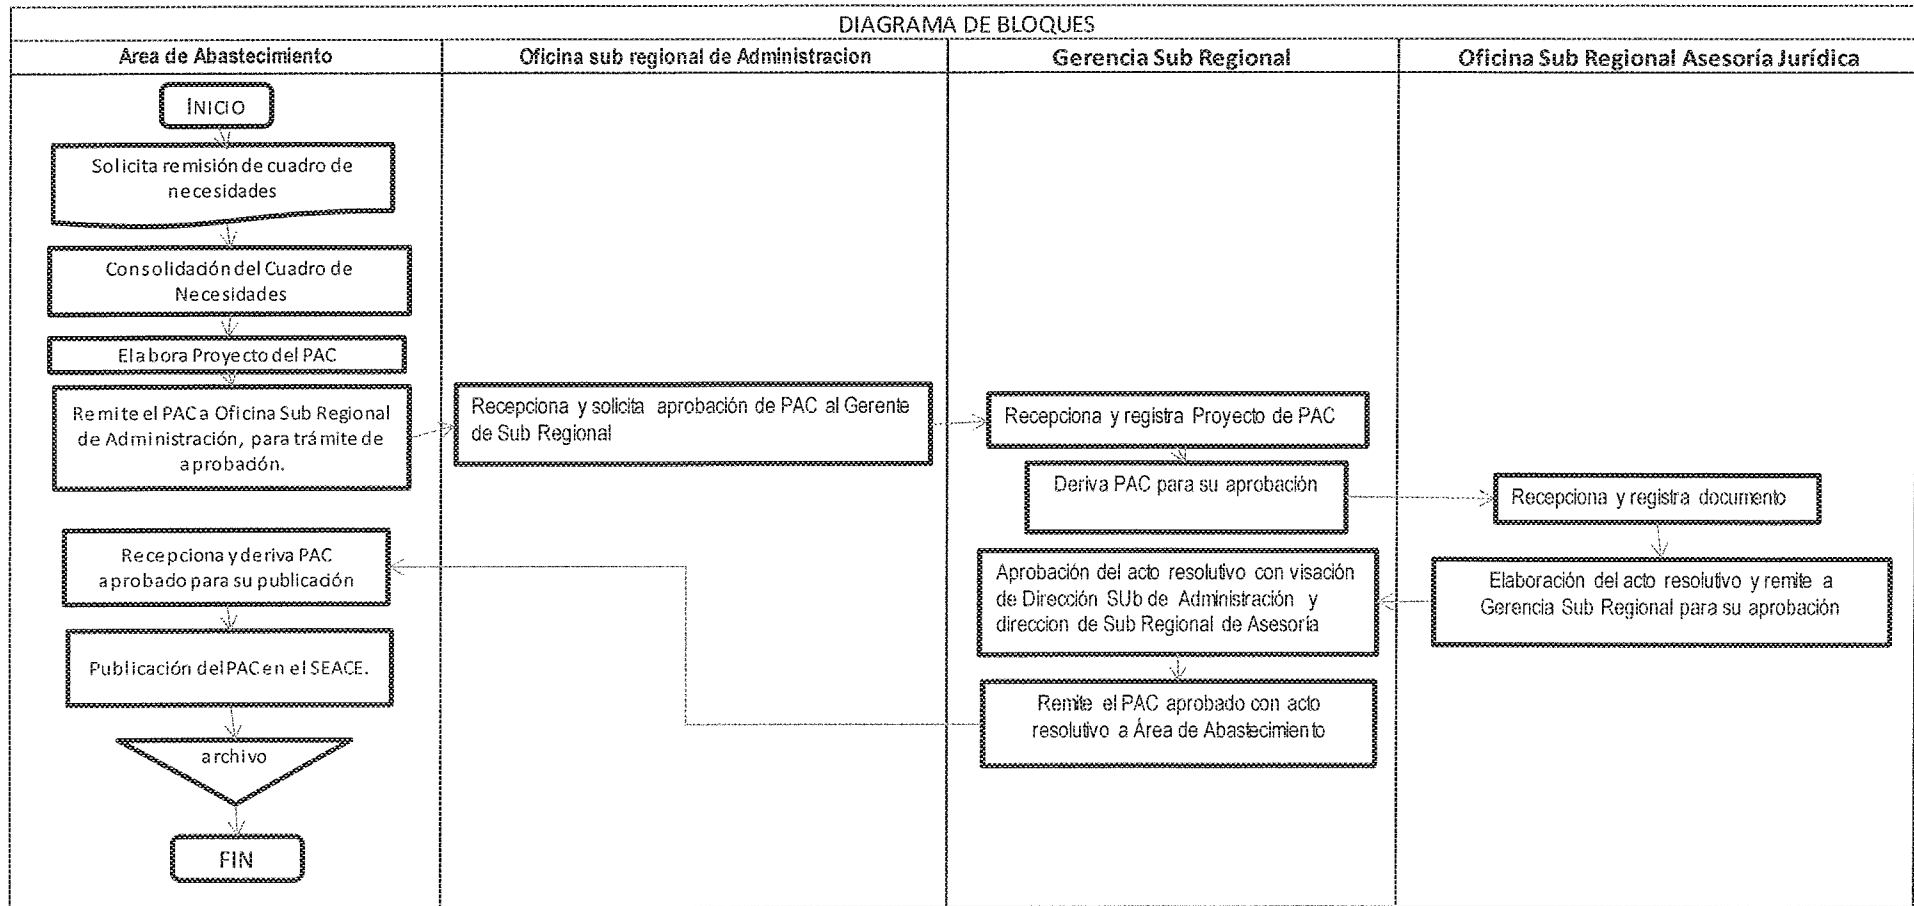 DIAGRAMA DE BLOQUES
Area de Abastecimiento
Oficina sub regional de Administracion
Gerencia Sub Regional
Oficina Sub Regional Asesoría Jurídica
INICIO
Solicita remisión de cuadro de
necesidades
Consolidación del Cuadro de
Necesidades
Elabora Proyecto del PAC
Remite el PAC a Oficina Sub Regional
de Administración, para trámite de
aprobación.
Recepciona y solicita aprobación de PAC al Gerente
de Sub Regional
Recepciona y registra Proyecto de PAC
Deriva PAC para su aprobación
Recepciona y registra documento
Elaboración del acto resolutivo y remite a
Gerencia Sub Regional para su aprobación
Aprobación del acto resolutivo con visación
de Dirección SUb de Administración y
direccion de Sub Regional de Asesoría
Remite el PAC aprobado con acto
resolutivo a Área de Abastecimiento
Recepciona y deriva PAC
aprobado para su publicación
Publicación del PAC en el SEACE.
archivo
FIN